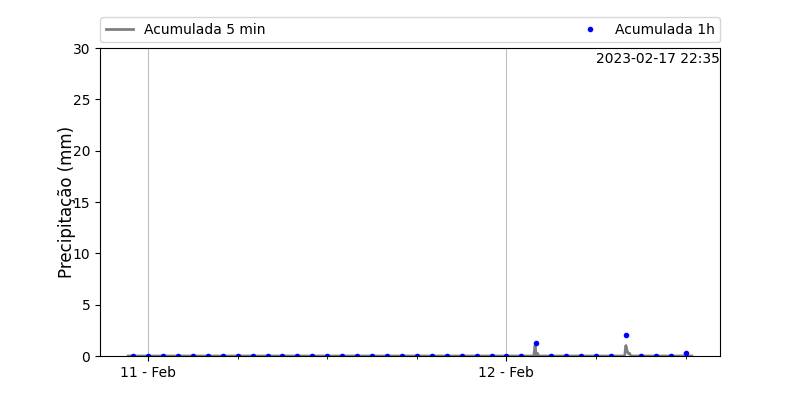 Acumulada 5 min
Acumulada 1h
2023-02-17 22:35
Precipitação (mm)
30
25
20
15
10
5
0
11 - Feb
12 - Feb